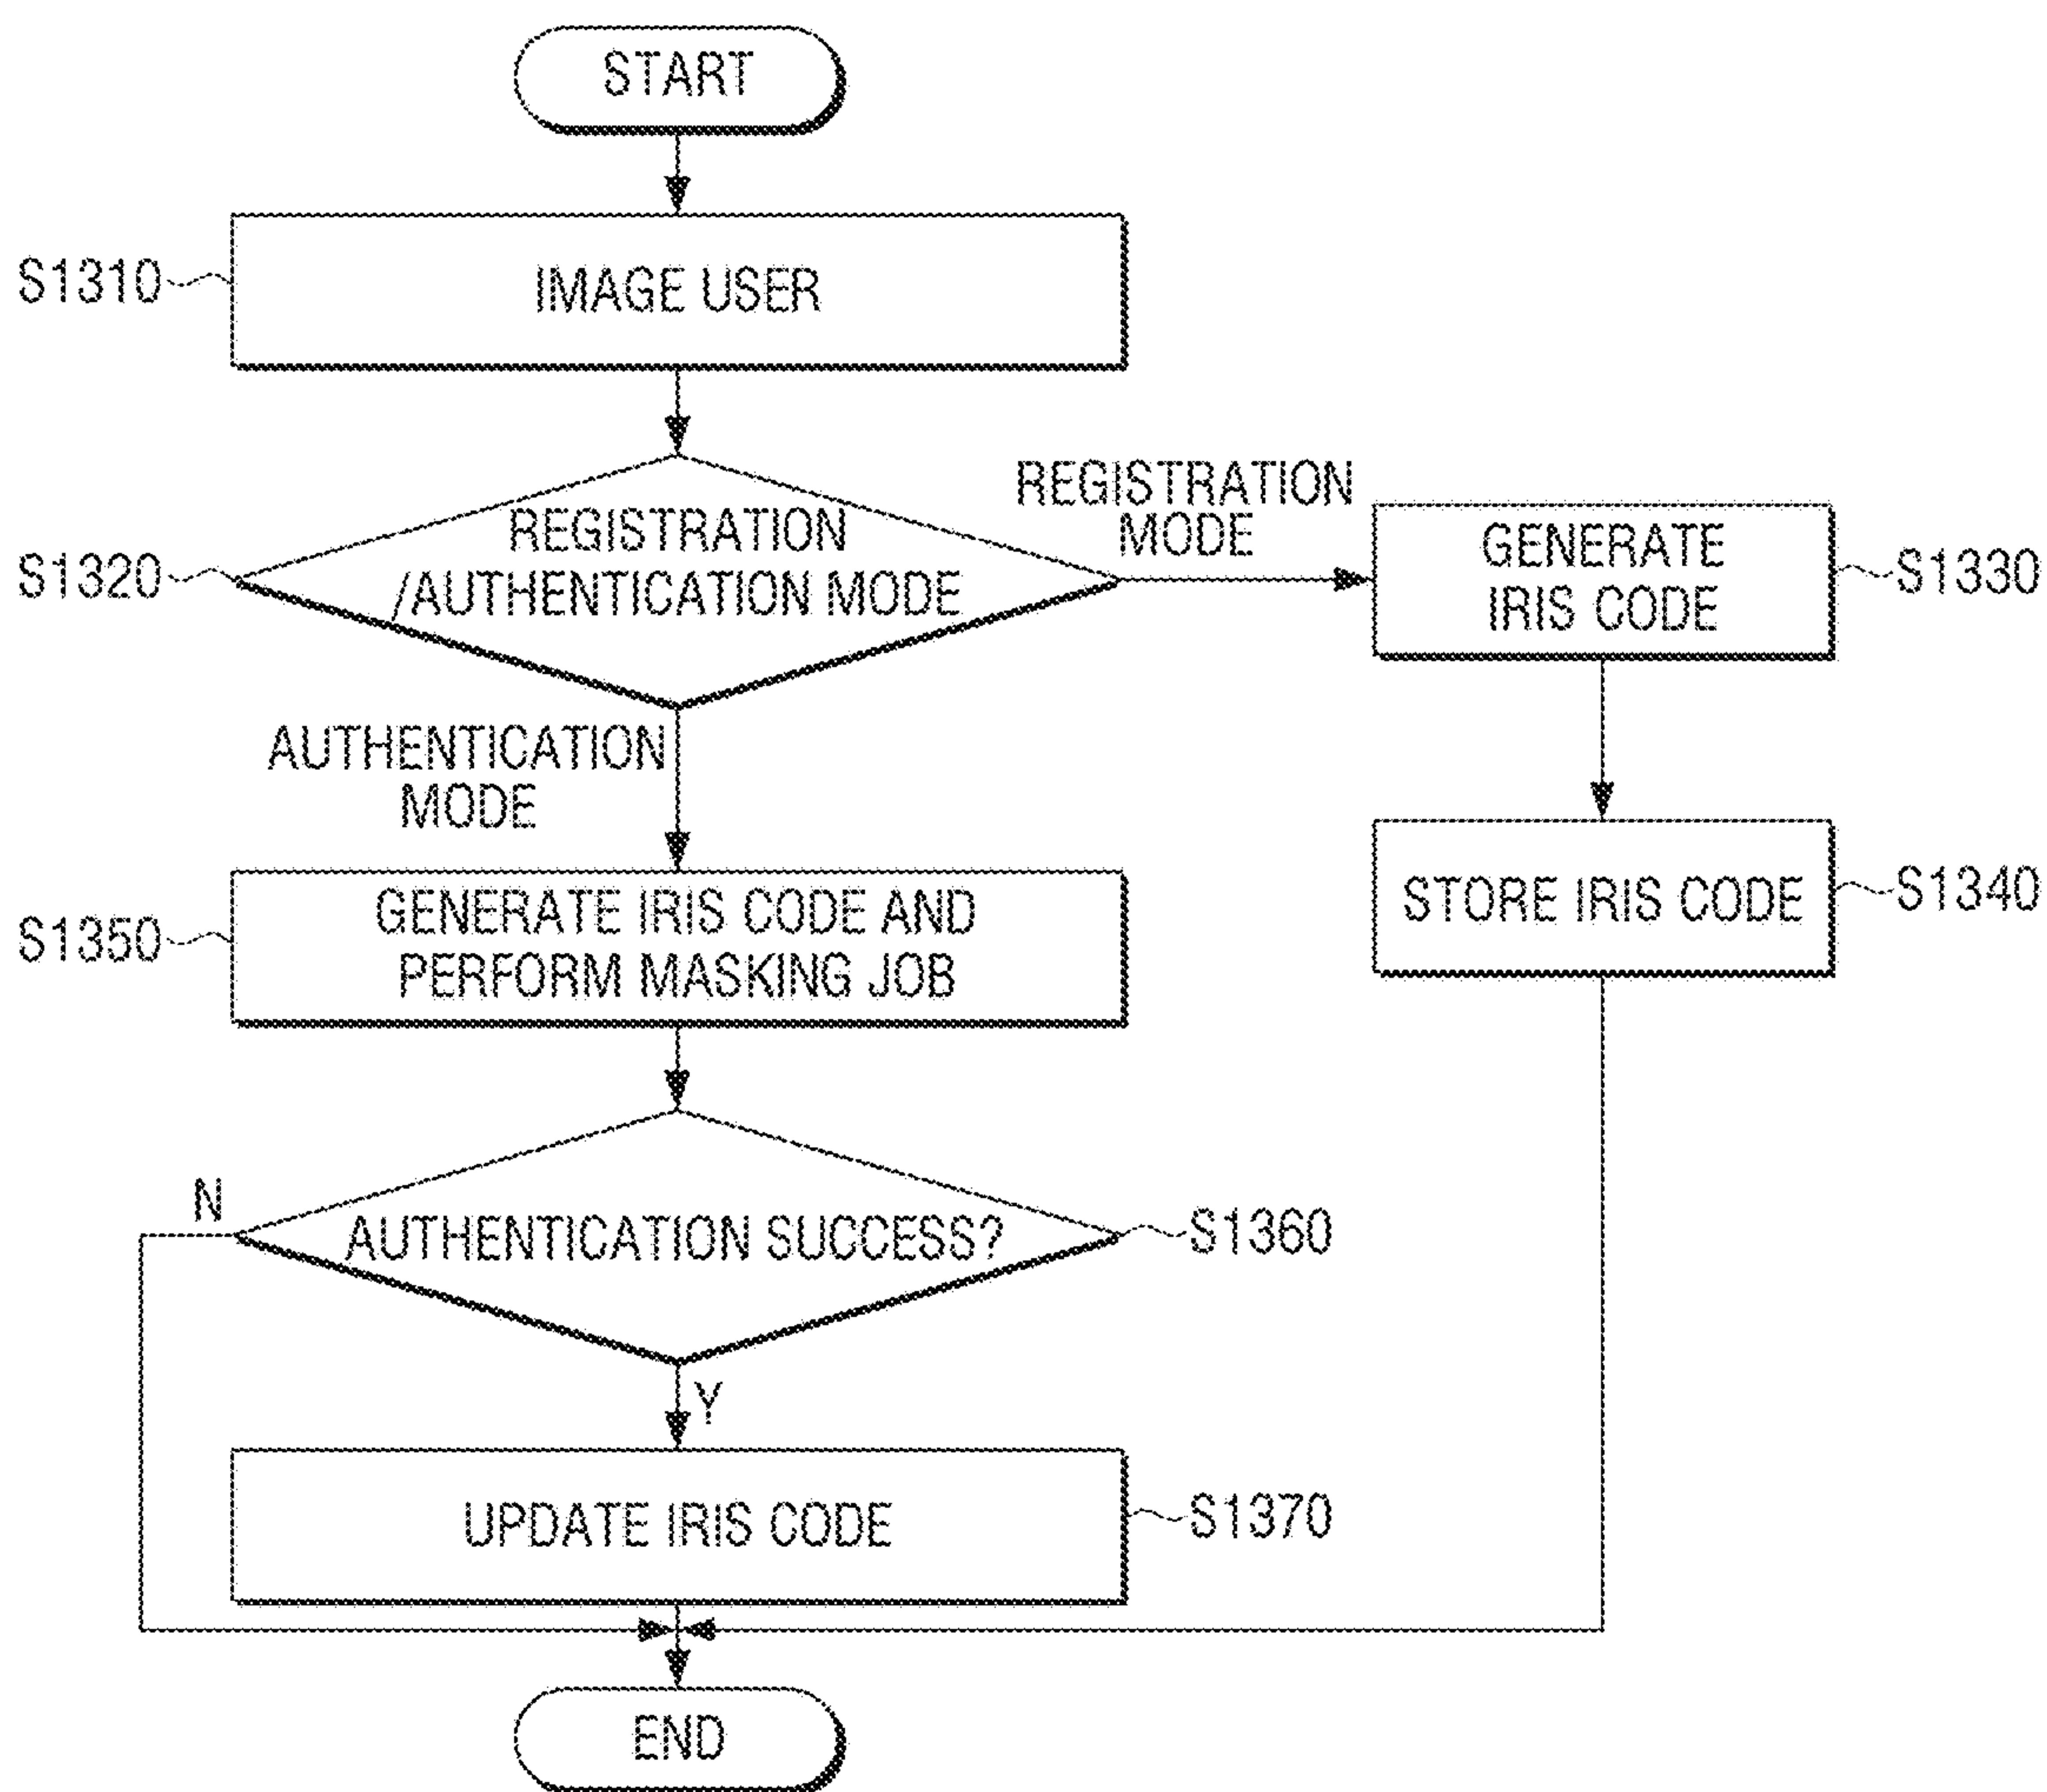 START
S1310
IMAGE USER
REGISTRATION
MODE
S1320
REGISTRATION
/AUTHENTICATION MODE
GENERATE
IRIS CODE
S1330
AUTHENTICATION
MODE
STORE IRIS CODE
S1340
S1350
GENERATE IRIS CODE AND
PERFORM MASKING JOB
N
AUTHENTICATION SUCCESS?
S1360
Y
UPDATE IRIS CODE
S1370
END